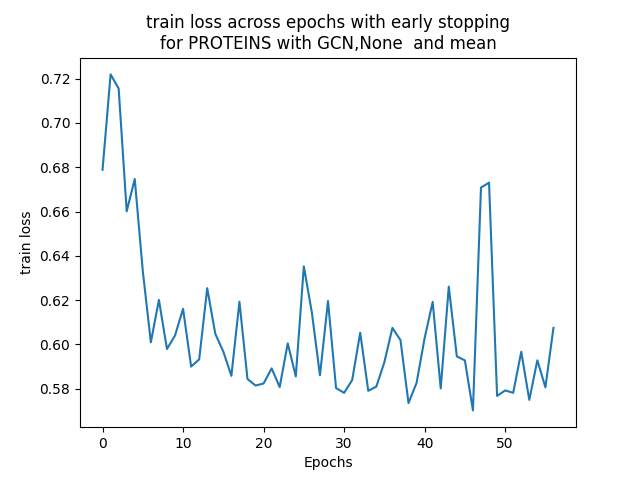 train loss across epochs with early stopping
for PROTEINS with GCN,None  and mean
0.72
0.70
0.68
0.66
0.64
0.62
0.60
0.58
train loss
0 10 20 30 40 50
Epochs